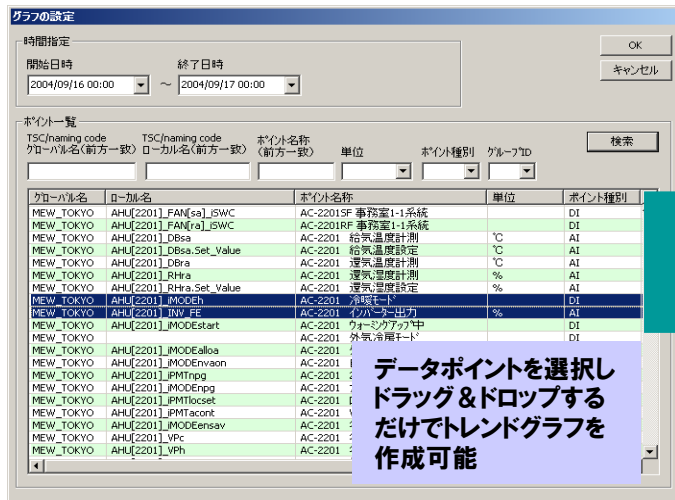 グラフの設定
時間指定
開始日時 終了日時
2004/09/16 00:00 ～ 2004/09/17 00:00
OK
キャンセル
ポイント一覧
TSC/naming code TSC/naming code ポイント名称
グローバル名(前方一致) ローカル名(前方一致) (前方一致) 単位 ポイント種別 グループID
検索
グローバル名 ローカル名 ポイント名称 単位 ポイント種別
MEW_TOKYO AHU[2201]_FAN[sa]_iSWC AC-2201SF 事務室1-1系統 DI
MEW_TOKYO AHU[2201]_FAN[ra]_iSWC AC-2201RF 事務室1-1系統 DI
MEW_TOKYO AHU[2201]_DBsa AC-2201 給気温度計測 ℃ AI
MEW_TOKYO AHU[2201]_DBsa.Set_Value AC-2201 給気温度設定 ℃ AI
MEW_TOKYO AHU[2201]_DBra AC-2201 還気温度計測 ℃ AI
MEW_TOKYO AHU[2201]_RHra AC-2201 還気湿度計測 % AI
MEW_TOKYO AHU[2201]_RHra.Set_Value AC-2201 還気湿度設定 % AI
MEW_TOKYO AHU[2201]_iMODEh AC-2201 冷暖モード DI
MEW_TOKYO AHU[2201]_INV_FE AC-2201 インバーター出力 % AI
MEW_TOKYO AHU[2201]_iMODEstart AC-2201 ウォーミングアップ中 DI
MEW_TOKYO AC-2201 外気冷房モード DI
MEW_TOKYO AHU[2201]_iMODEalloa AC-2201
MEW_TOKYO AHU[2201]_iMODEnvaon AC-2201
MEW_TOKYO AHU[2201]_iPMTnpg AC-2201
MEW_TOKYO AHU[2201]_iMODEnpg AC-2201
MEW_TOKYO AHU[2201]_iPMTlocset AC-2201
MEW_TOKYO AHU[2201]_iPMTacont AC-2201
MEW_TOKYO AHU[2201]_iMODEensav AC-2201
MEW_TOKYO AHU[2201]_VPc AC-2201
MEW_TOKYO AHU[2201]_VPh AC-2201
データポイントを選択し
ドラッグ＆ドロップする
だけでトレンドグラフを
作成可能